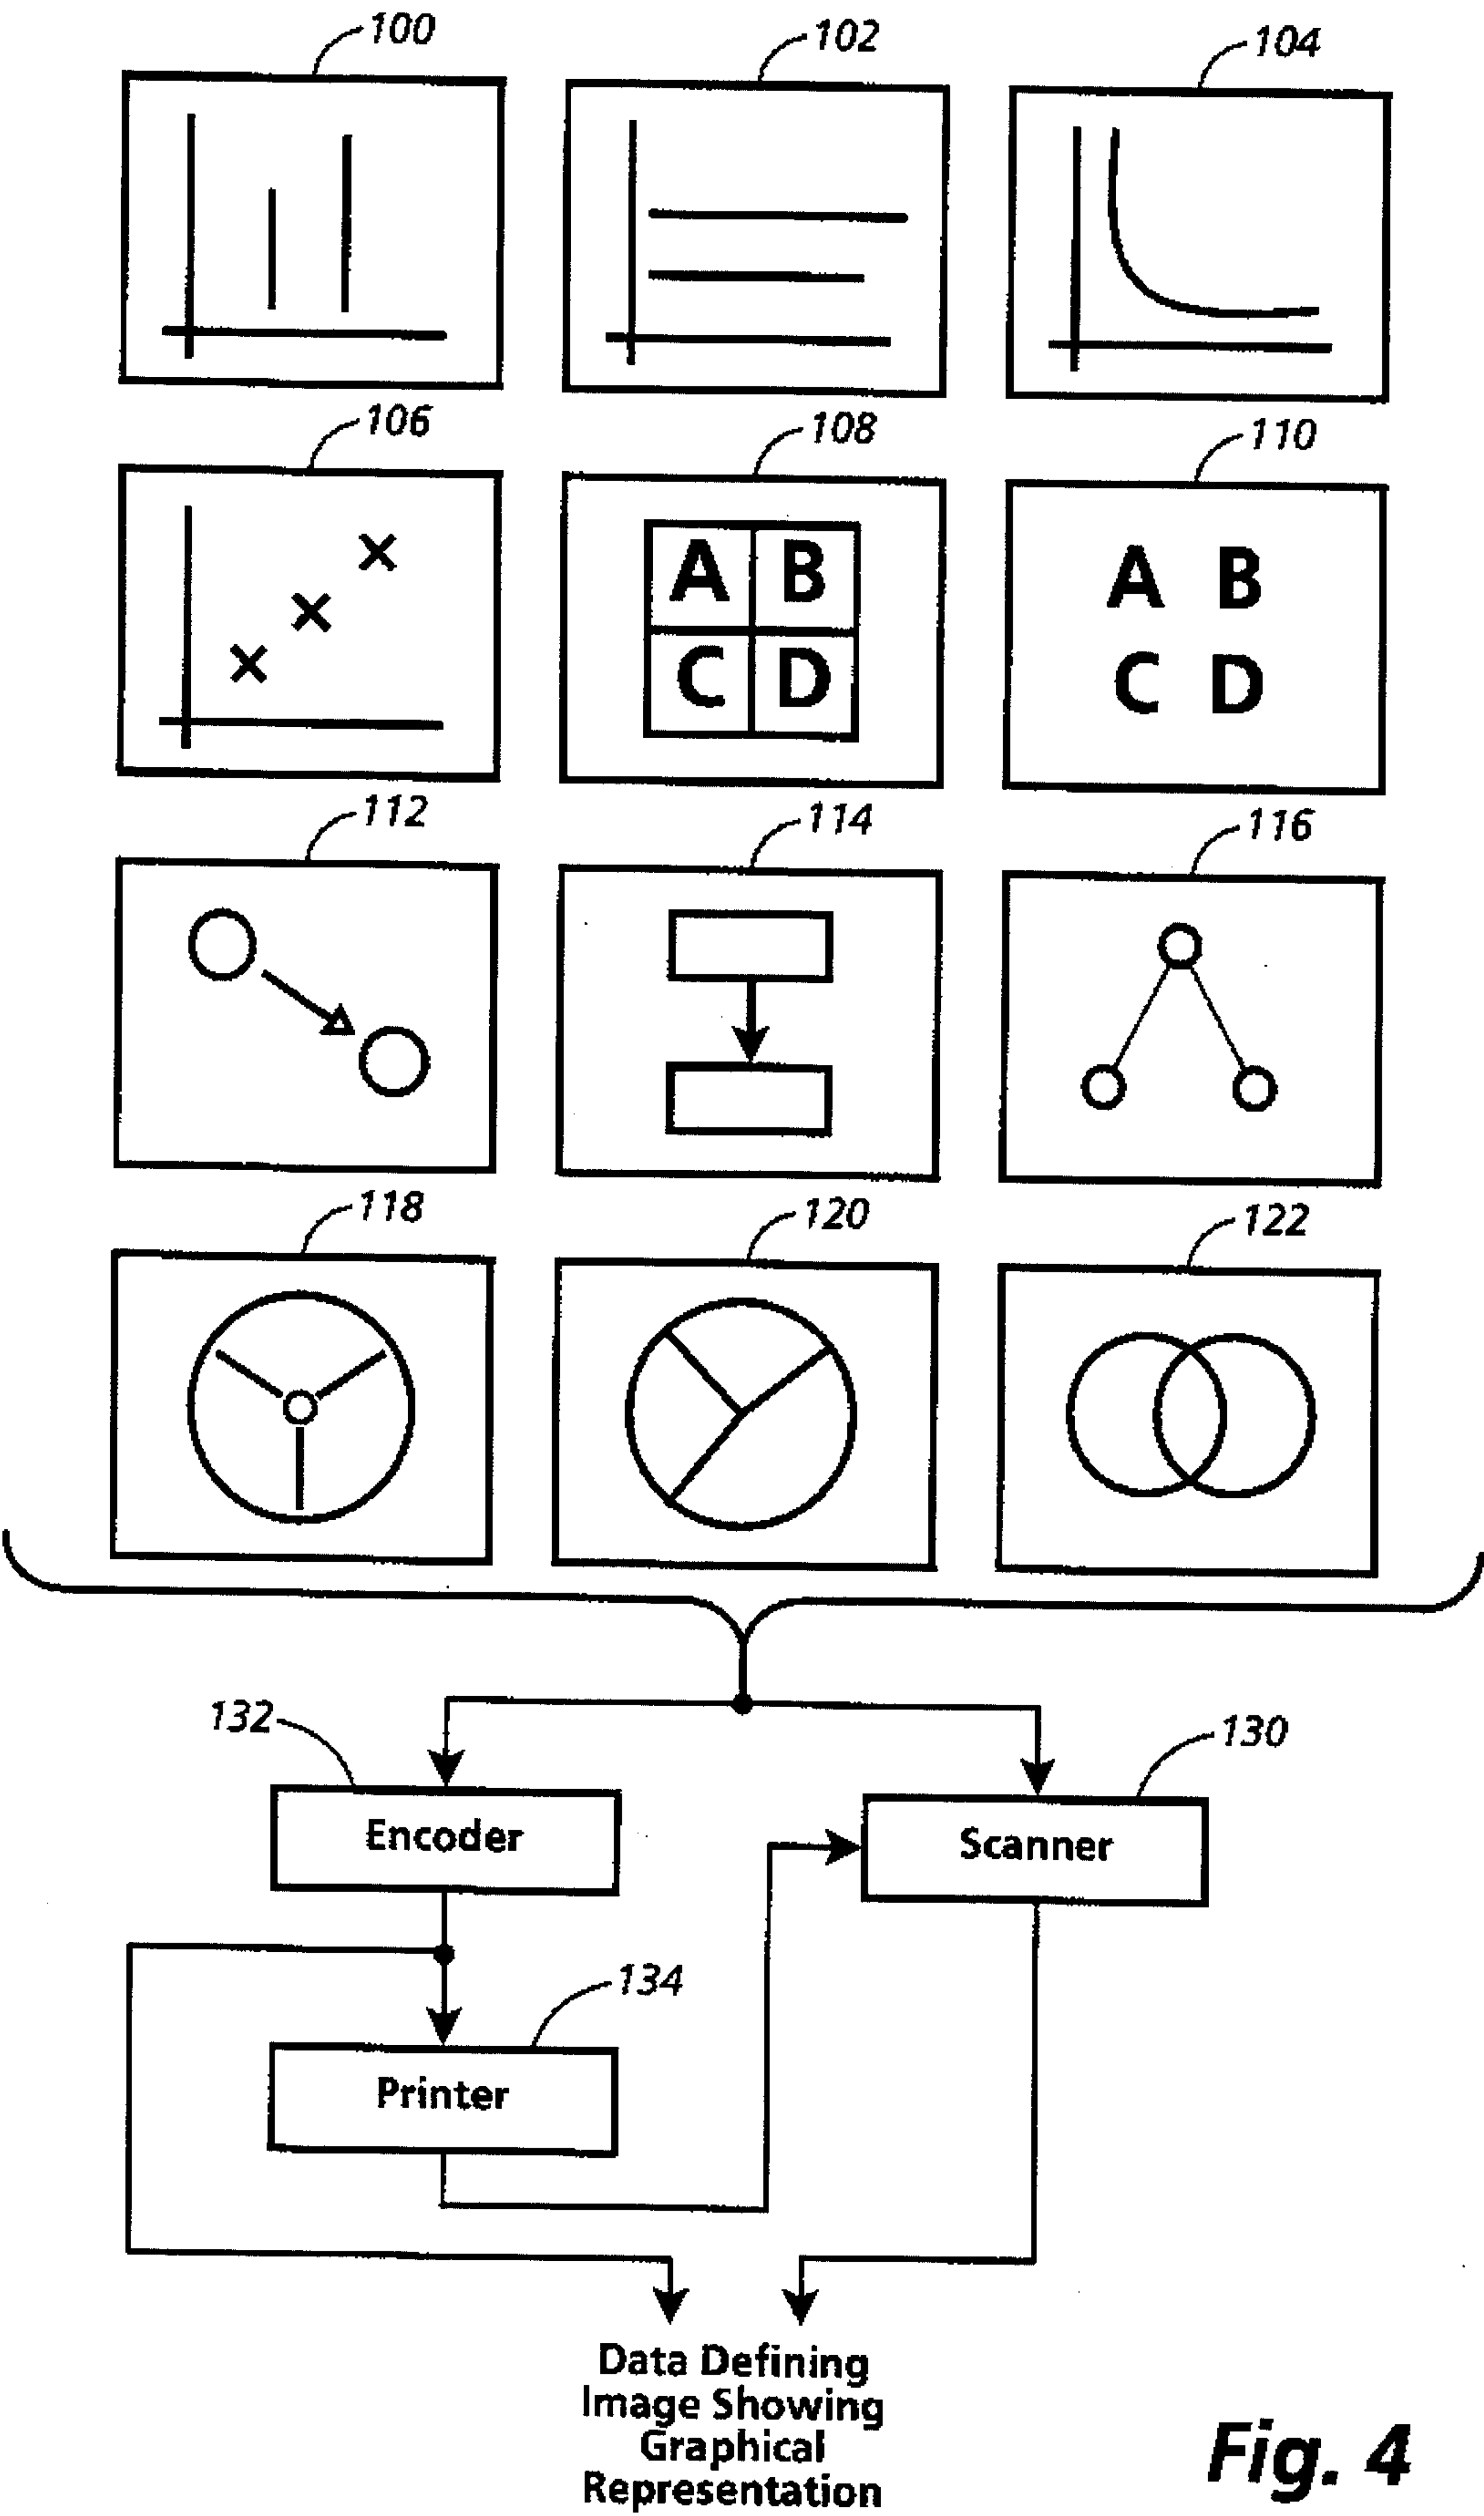 100
102
104
106
108
110
A B
C D
A B
C D
112
114
116
118
120
122
132
130
Encoder
Scanner
134
Printer
Data Defining
Image Showing
Graphical
Representation
Fig. 4